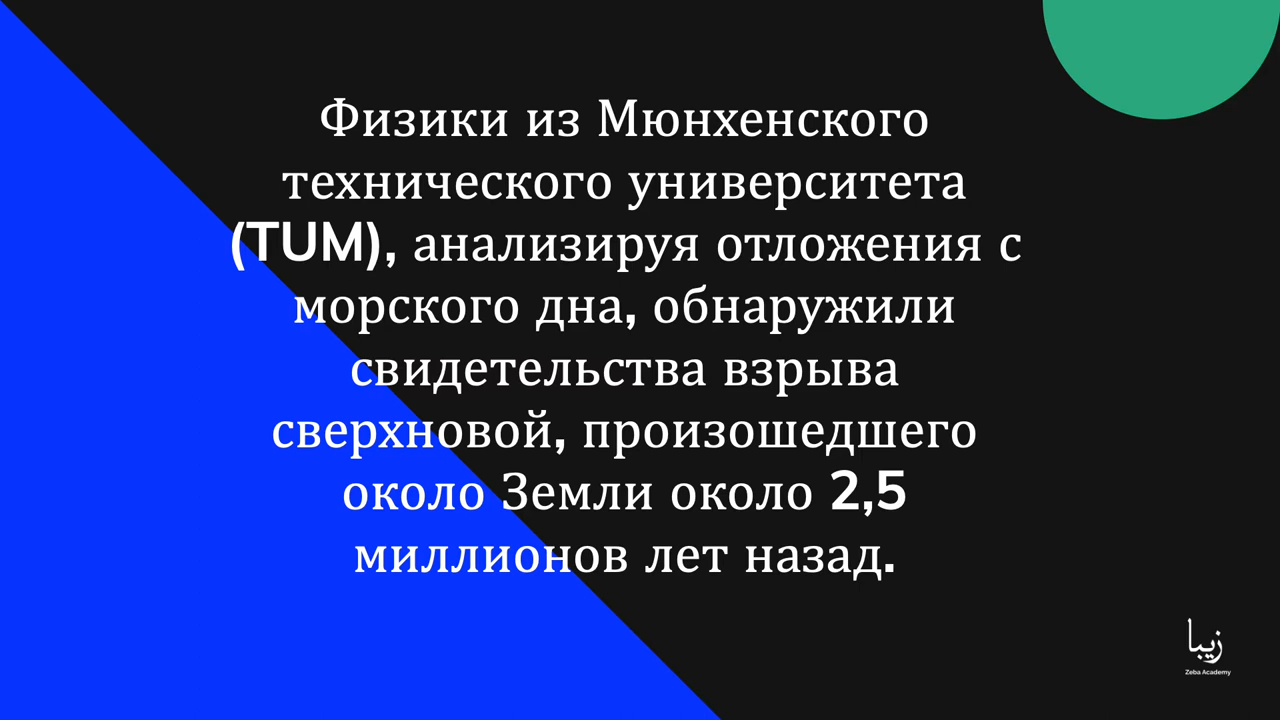 Физики из Мюнхенского
технического университета
(TUM), анализируя отложения с
морского дна, обнаружили
свидетельства взрыва
сверхновой, произошедшего
около Земли около 2,5
миллионов лет назад.
زیبا
Zeba Academy